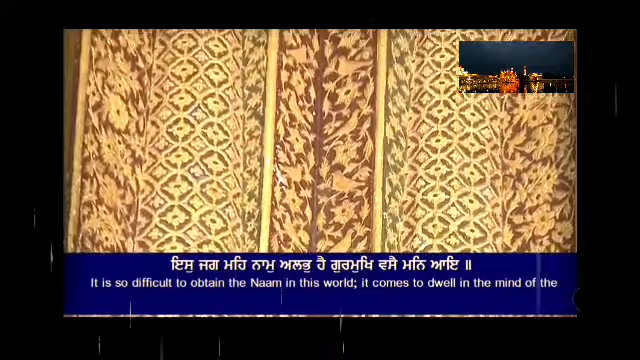 ਇਸੁ ਜਗ ਮਹਿ ਨਾਮੁ ਅਲਭੁ ਹੈ ਗੁਰਮੁਖਿ ਵਸੈ ਮਨਿ ਆਇ ॥
It is so difficult to obtain the Naam in this world; it comes to dwell in the mind of the